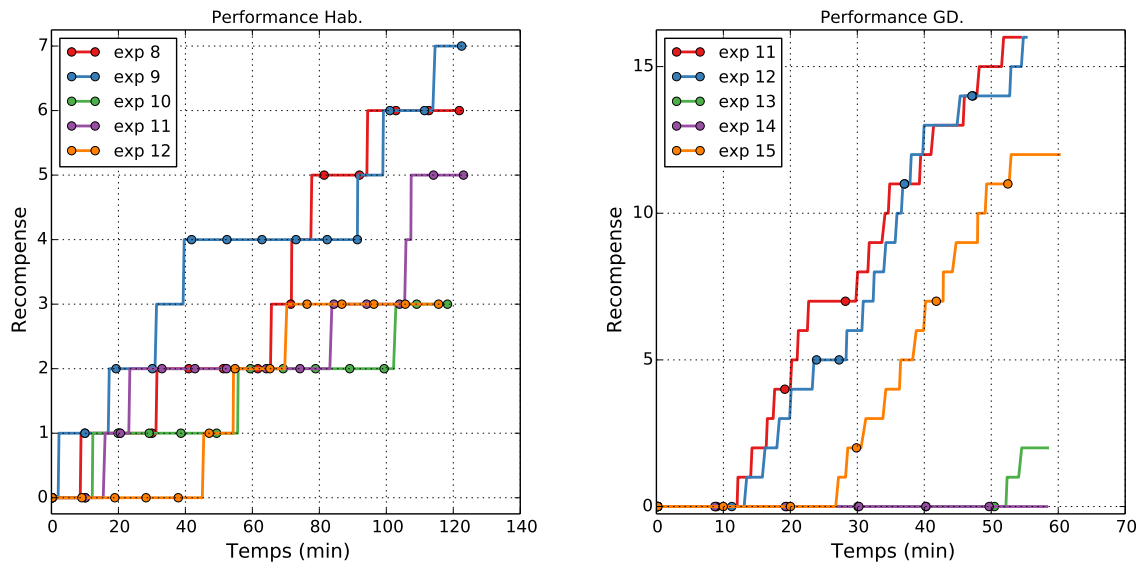 Performance Hab.
7
6
5
4
3
2
1
0
Recompense
exp 8
exp 9
exp 10
exp 11
exp 12
0 20 40 60 80 100 120 140
Temps (min)
Performance GD.
15
10
5
0
Recompense
exp 11
exp 12
exp 13
exp 14
exp 15
0 10 20 30 40 50 60 70
Temps (min)